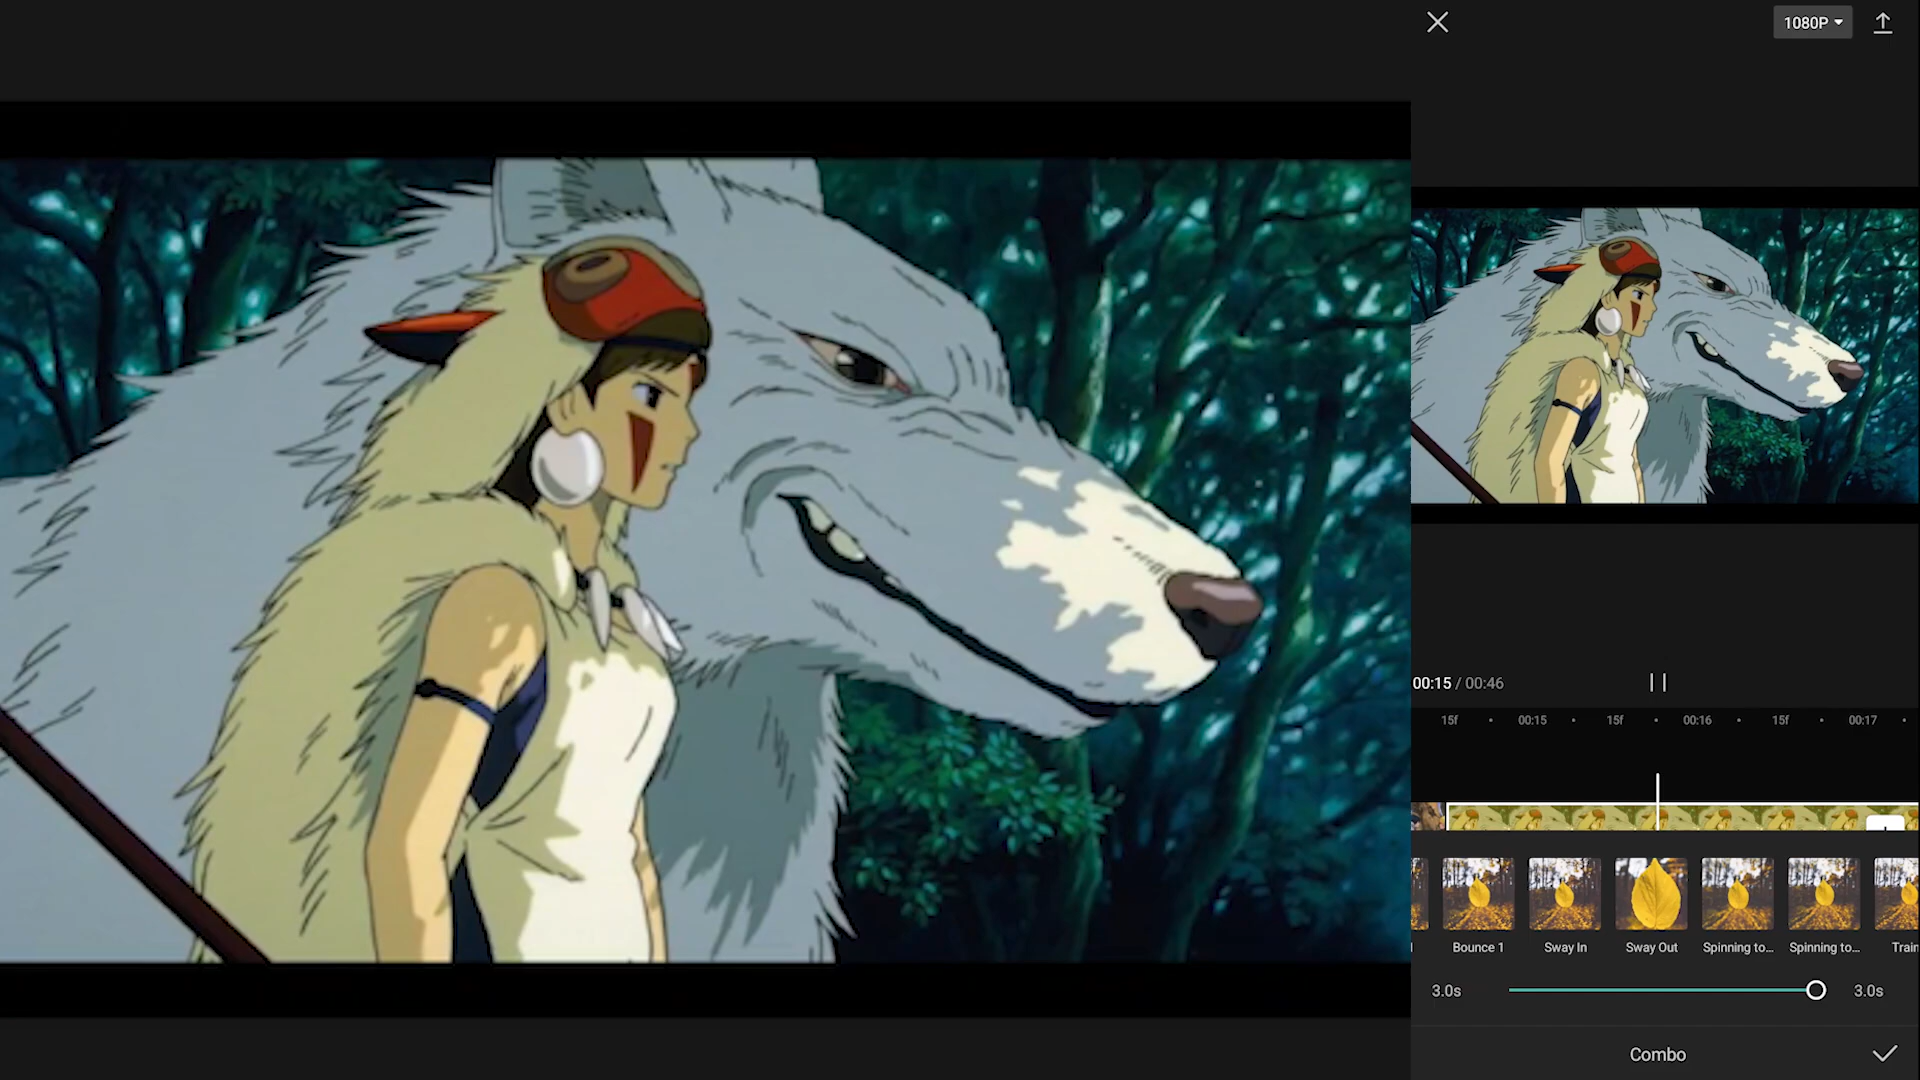 1080P
00:15 / 00:46
15f 00:15 15f 00:16 15f 00:17
Bounce 1 Sway In Sway Out Spinning to... Spinning to... Train
3.0s 3.0s
Combo